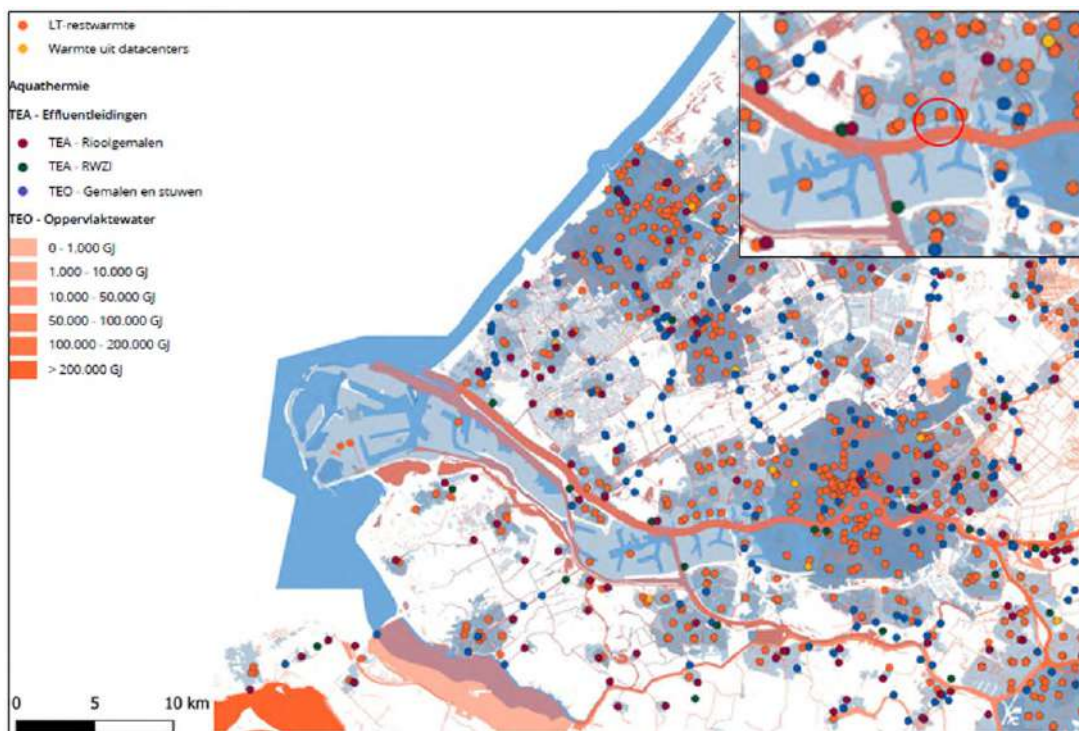 LT-restwarmte
Warmte uit datacenters
Aquathermie
TEA - Effluentleidingen
TEA - Rioolgemalen
TEA - RWZI
TEO - Gemalen en stuwen
TEO - Oppervlaktewater
0 - 1.000 GJ
1.000 - 10.000 GJ
10.000 - 50.000 GJ
50.000 - 100.000 GJ
100.000 - 200.000 GJ
> 200.000 GJ
0 5 10 km